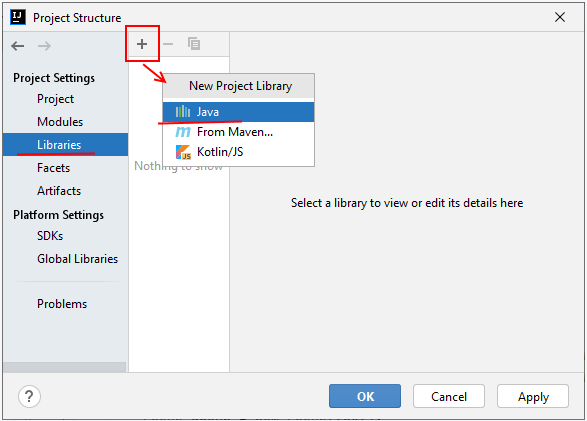 Project Structure
Project Settings
Project
Modules
Libraries
Facets
Artifacts
Platform Settings
SDKs
Global Libraries
Problems
New Project Library
Java
From Maven...
Kotlin/JS
Nothing to show
Select a library to view or edit its details here
?
OK
Cancel
Apply